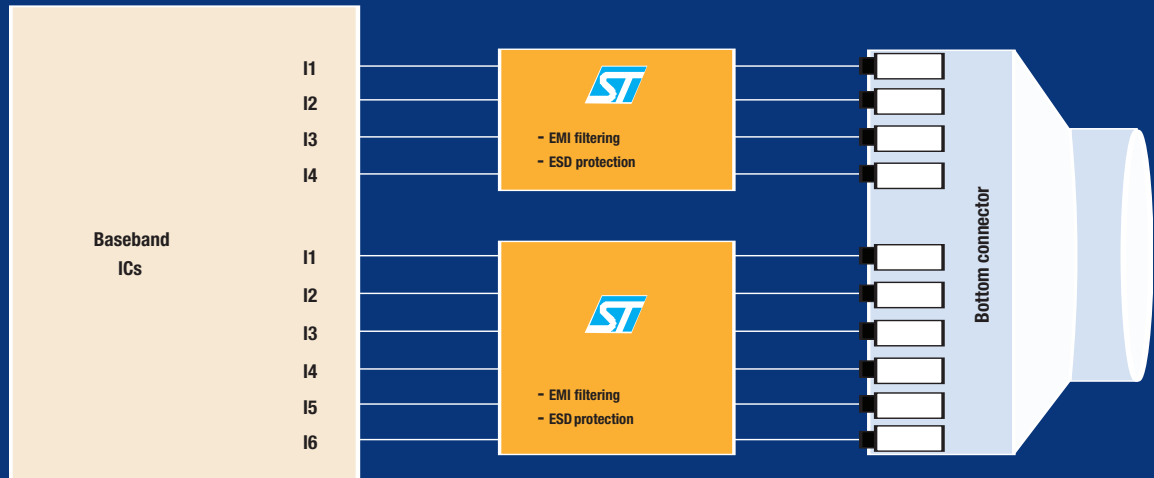 Baseband
ICs
I1
I2
I3
I4
I1
I2
I3
I4
I5
I6
ST
- EMI filtering
- ESD protection
ST
- EMI filtering
- ESD protection
Bottom connector